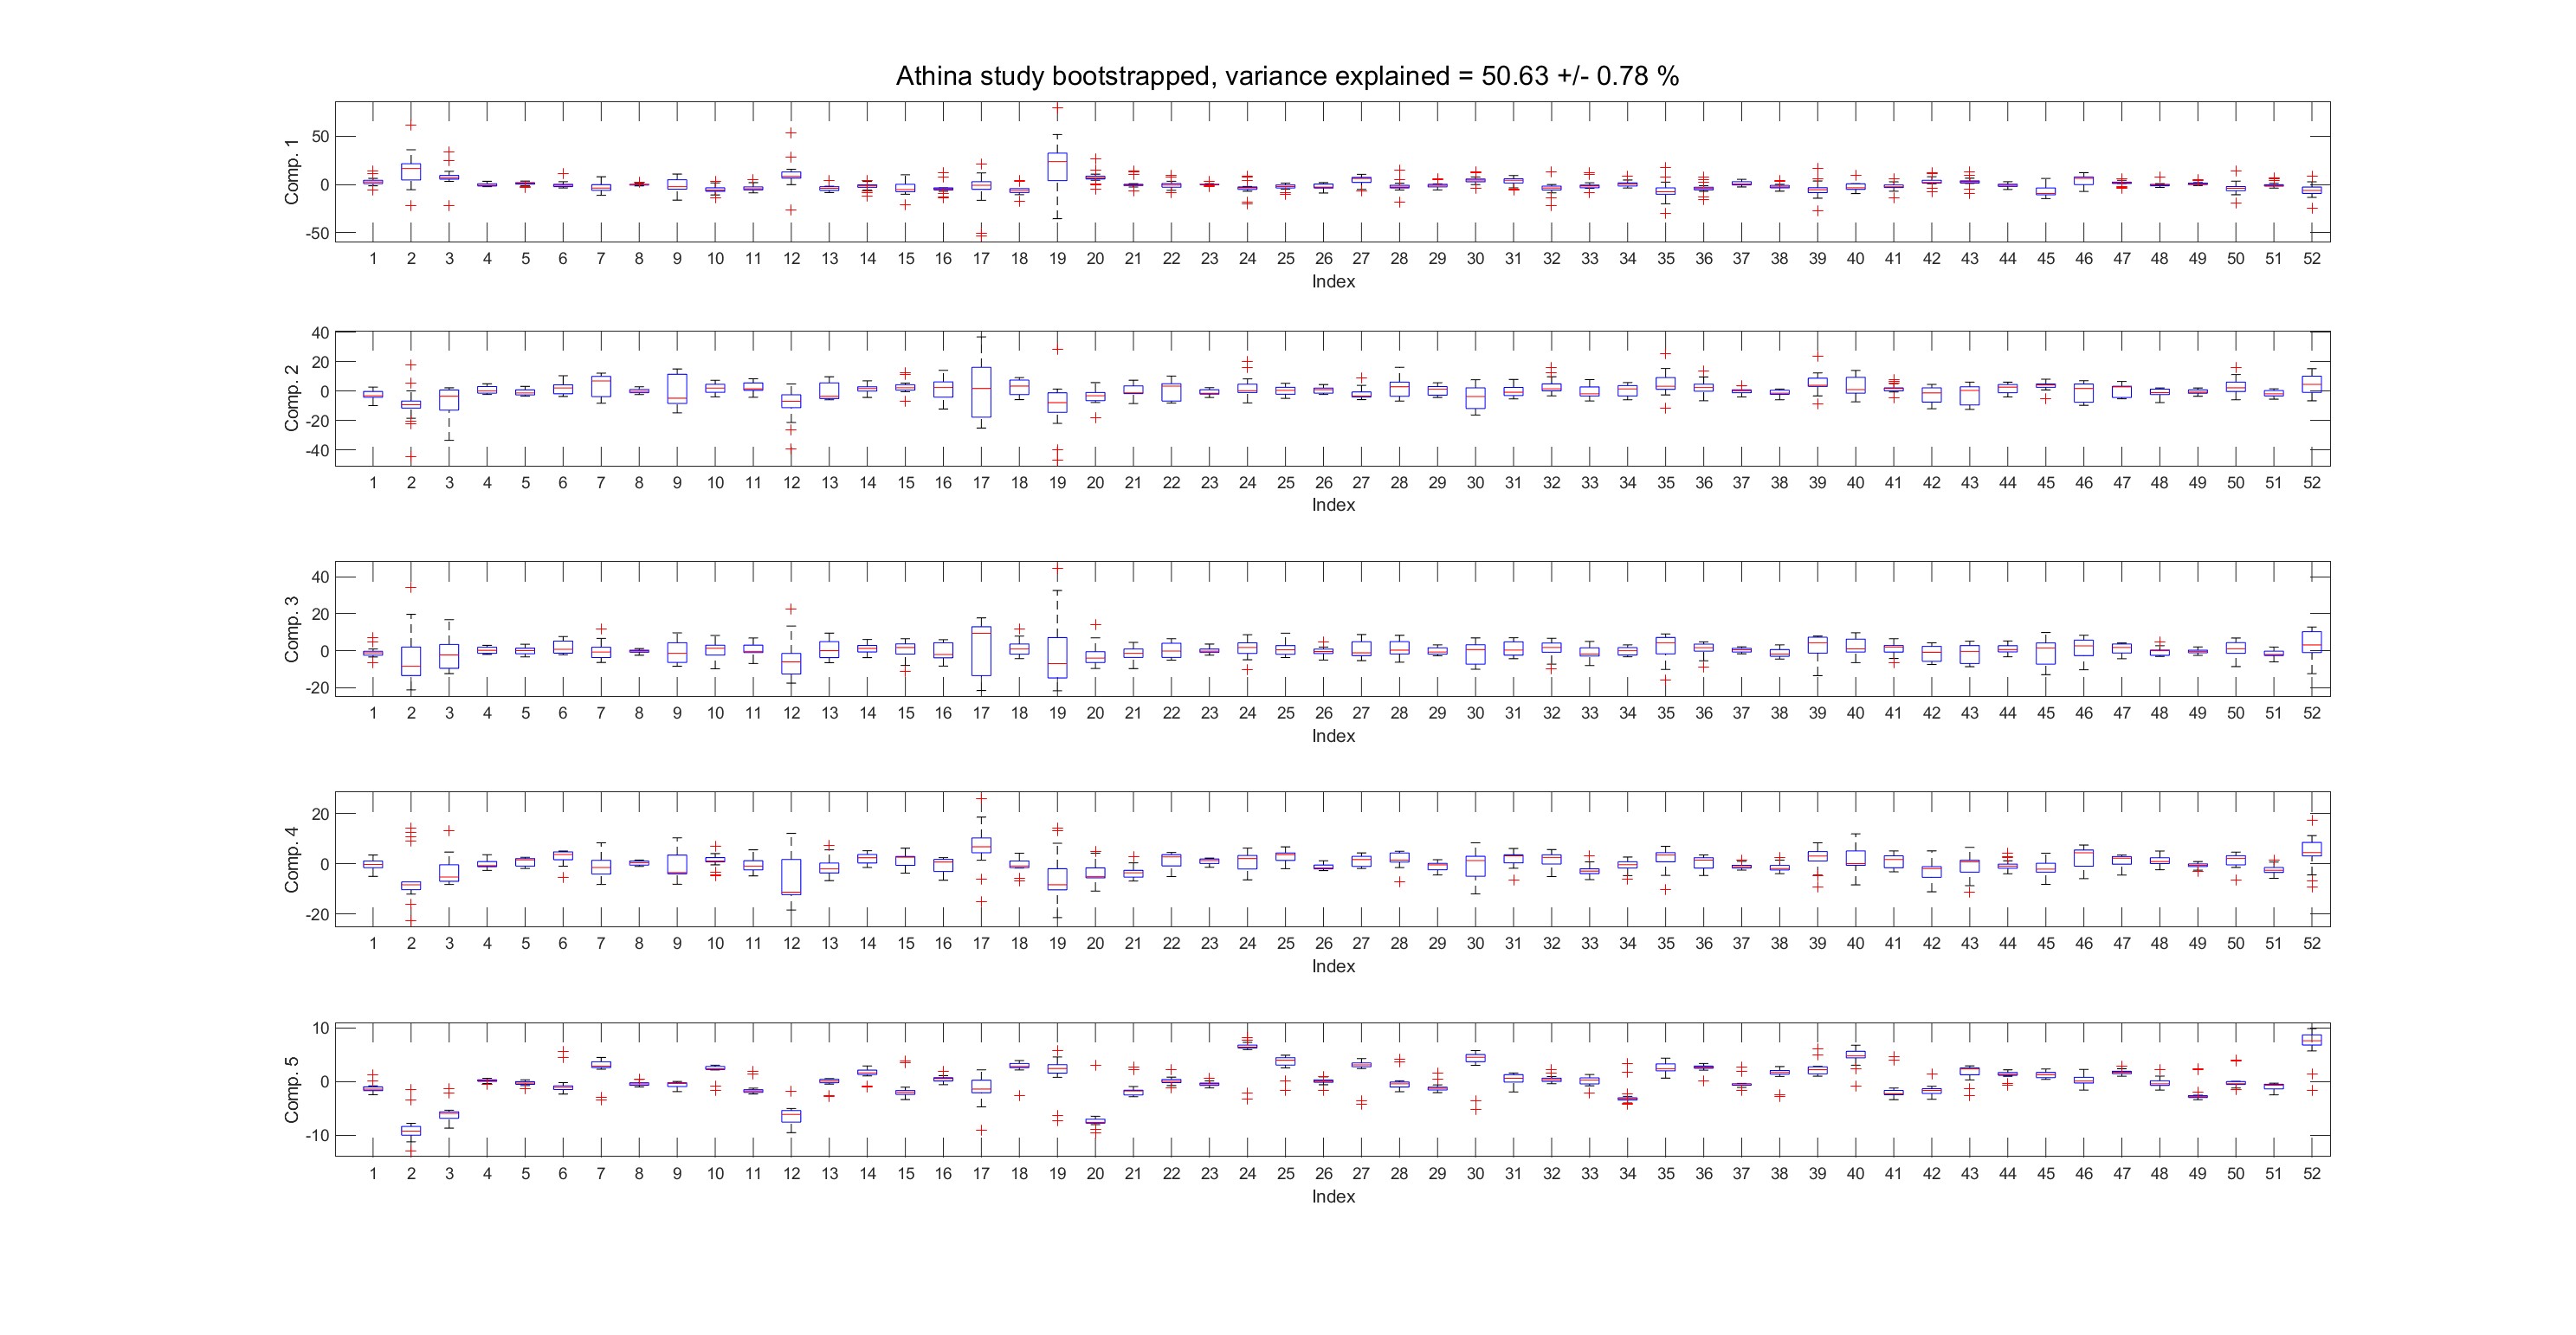 Athina study bootstrapped, variance explained = 50.63 +/- 0.78 %
Comp. 1
50
0
-50
1 2 3 4 5 6 7 8 9 10 11 12 13 14 15 16 17 18 19 20 21 22 23 24 25 26 27 28 29 30 31 32 33 34 35 36 37 38 39 40 41 42 43 44 45 46 47 48 49 50 51 52
Index
Comp. 2
40
20
0
-20
-40
1 2 3 4 5 6 7 8 9 10 11 12 13 14 15 16 17 18 19 20 21 22 23 24 25 26 27 28 29 30 31 32 33 34 35 36 37 38 39 40 41 42 43 44 45 46 47 48 49 50 51 52
Index
Comp. 3
40
20
0
-20
1 2 3 4 5 6 7 8 9 10 11 12 13 14 15 16 17 18 19 20 21 22 23 24 25 26 27 28 29 30 31 32 33 34 35 36 37 38 39 40 41 42 43 44 45 46 47 48 49 50 51 52
Index
Comp. 4
20
0
-20
1 2 3 4 5 6 7 8 9 10 11 12 13 14 15 16 17 18 19 20 21 22 23 24 25 26 27 28 29 30 31 32 33 34 35 36 37 38 39 40 41 42 43 44 45 46 47 48 49 50 51 52
Index
Comp. 5
10
0
-10
1 2 3 4 5 6 7 8 9 10 11 12 13 14 15 16 17 18 19 20 21 22 23 24 25 26 27 28 29 30 31 32 33 34 35 36 37 38 39 40 41 42 43 44 45 46 47 48 49 50 51 52
Index